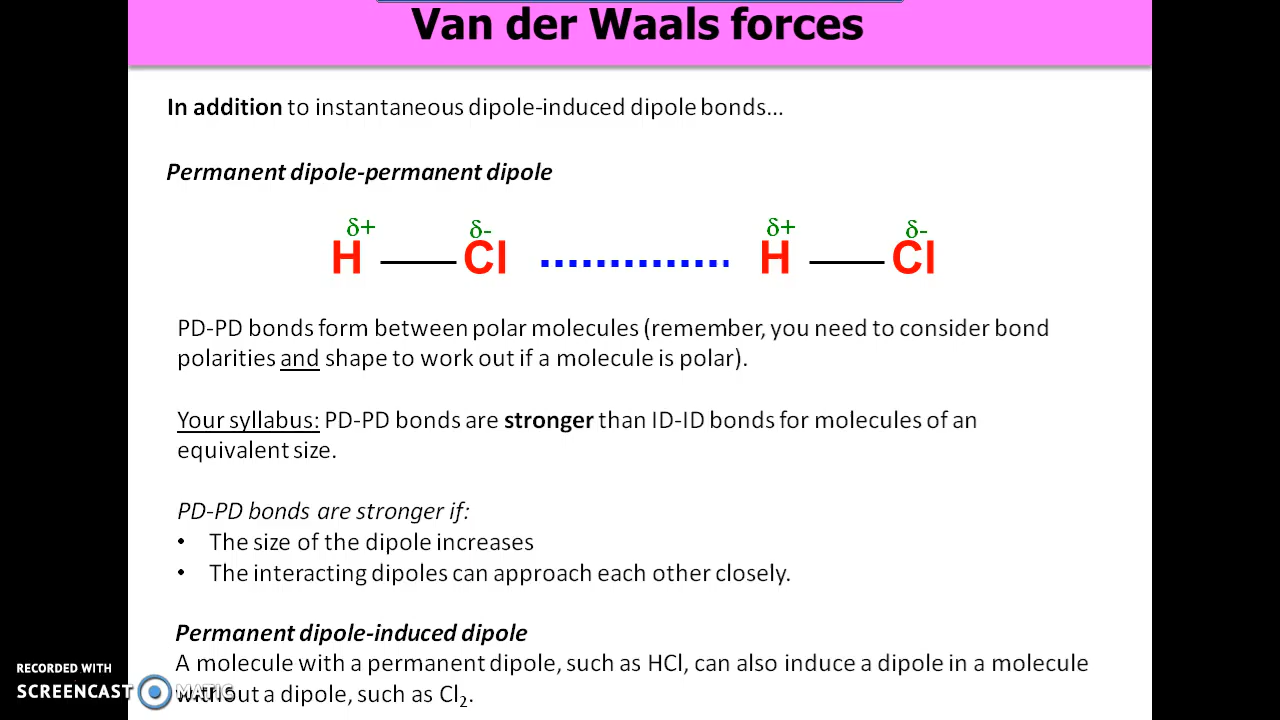 Van der Waals forces
In addition to instantaneous dipole-induced dipole bonds...
Permanent dipole-permanent dipole
δ+ δ- δ+ δ-
H Cl H Cl
PD-PD bonds form between polar molecules (remember, you need to consider bond
polarities and shape to work out if a molecule is polar).
Your syllabus: PD-PD bonds are stronger than ID-ID bonds for molecules of an
equivalent size.
PD-PD bonds are stronger if:
• The size of the dipole increases
• The interacting dipoles can approach each other closely.
Permanent dipole-induced dipole
A molecule with a permanent dipole, such as HCl, can also induce a dipole in a molecule
without a dipole, such as Cl₂.
RECORDED WITH
SCREENCAST MATIC